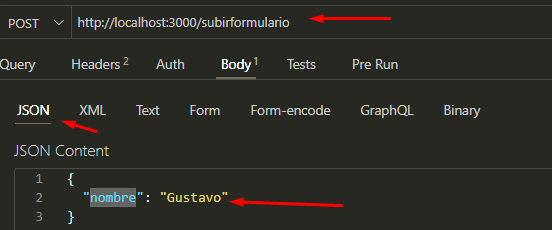 POST http://localhost:3000/subirformulario
Query Headers 2 Auth Body 1 Tests Pre Run
JSON XML Text Form Form-encode GraphQL Binary
JSON Content
1 {
2 "nombre": "Gustavo"
3 }